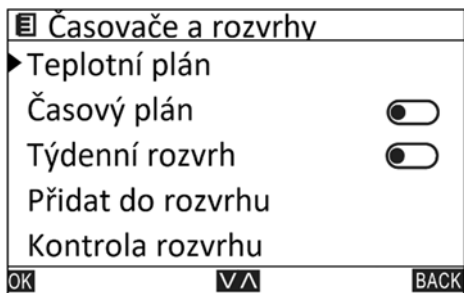 Časovače a rozvrhy
Teplotní plán
Časový plán
Týdenní rozvrh
Přidat do rozvrhu
Kontrola rozvrhu
OK BACK